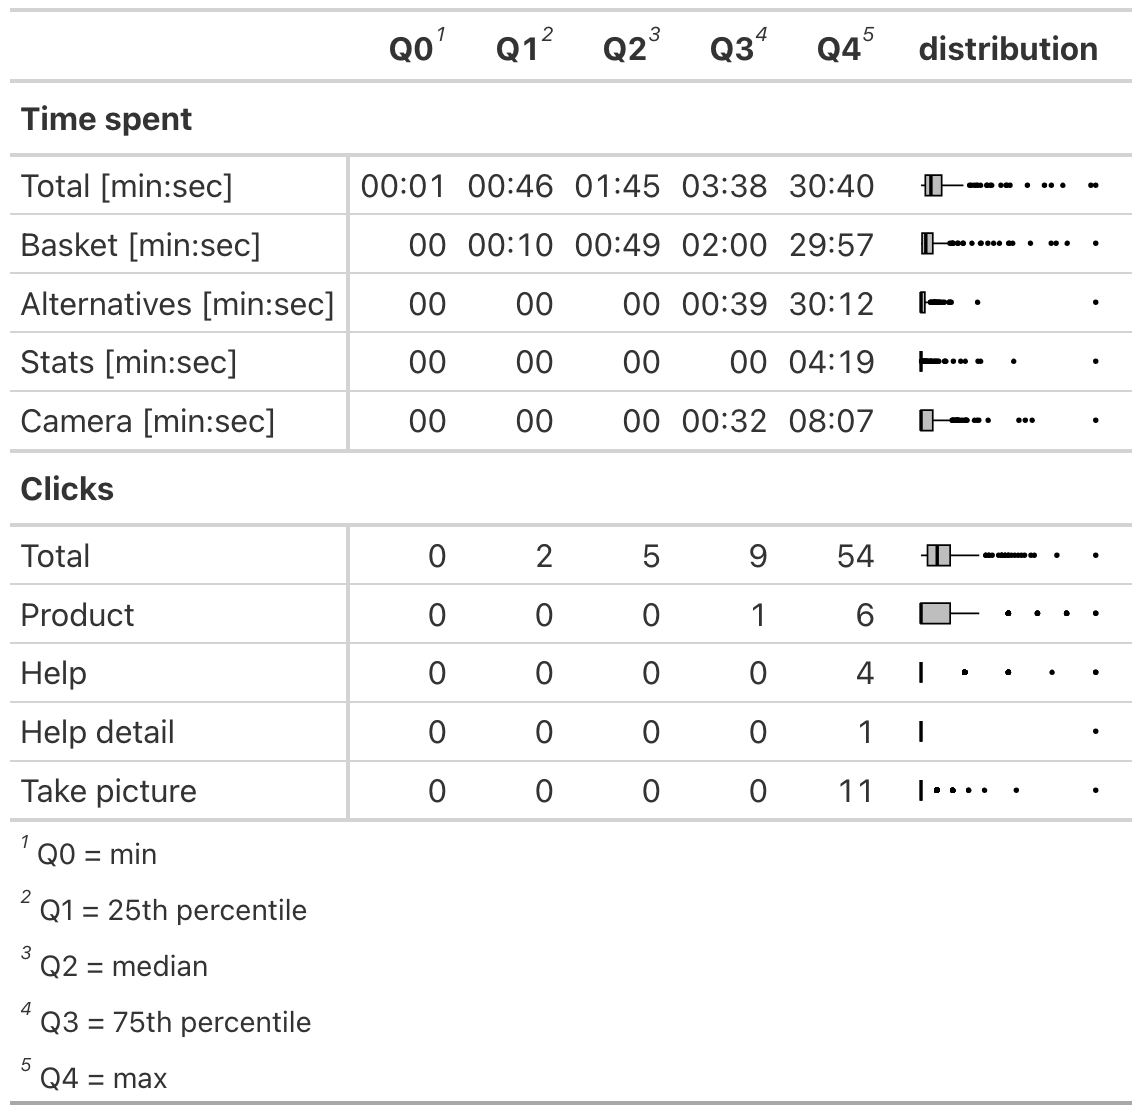 Q0 1 Q1 2 Q2 3 Q3 4 Q4 5 distribution
Time spent
Total [min:sec] 00:01 00:46 01:45 03:38 30:40
Basket [min:sec] 00 00:10 00:49 02:00 29:57
Alternatives [min:sec] 00 00 00 00:39 30:12
Stats [min:sec] 00 00 00 00 04:19
Camera [min:sec] 00 00 00 00:32 08:07
Clicks
Total 0 2 5 9 54
Product 0 0 0 1 6
Help 0 0 0 0 4
Help detail 0 0 0 0 1
Take picture 0 0 0 0 11
1 Q0 = min
2 Q1 = 25th percentile
3 Q2 = median
4 Q3 = 75th percentile
5 Q4 = max